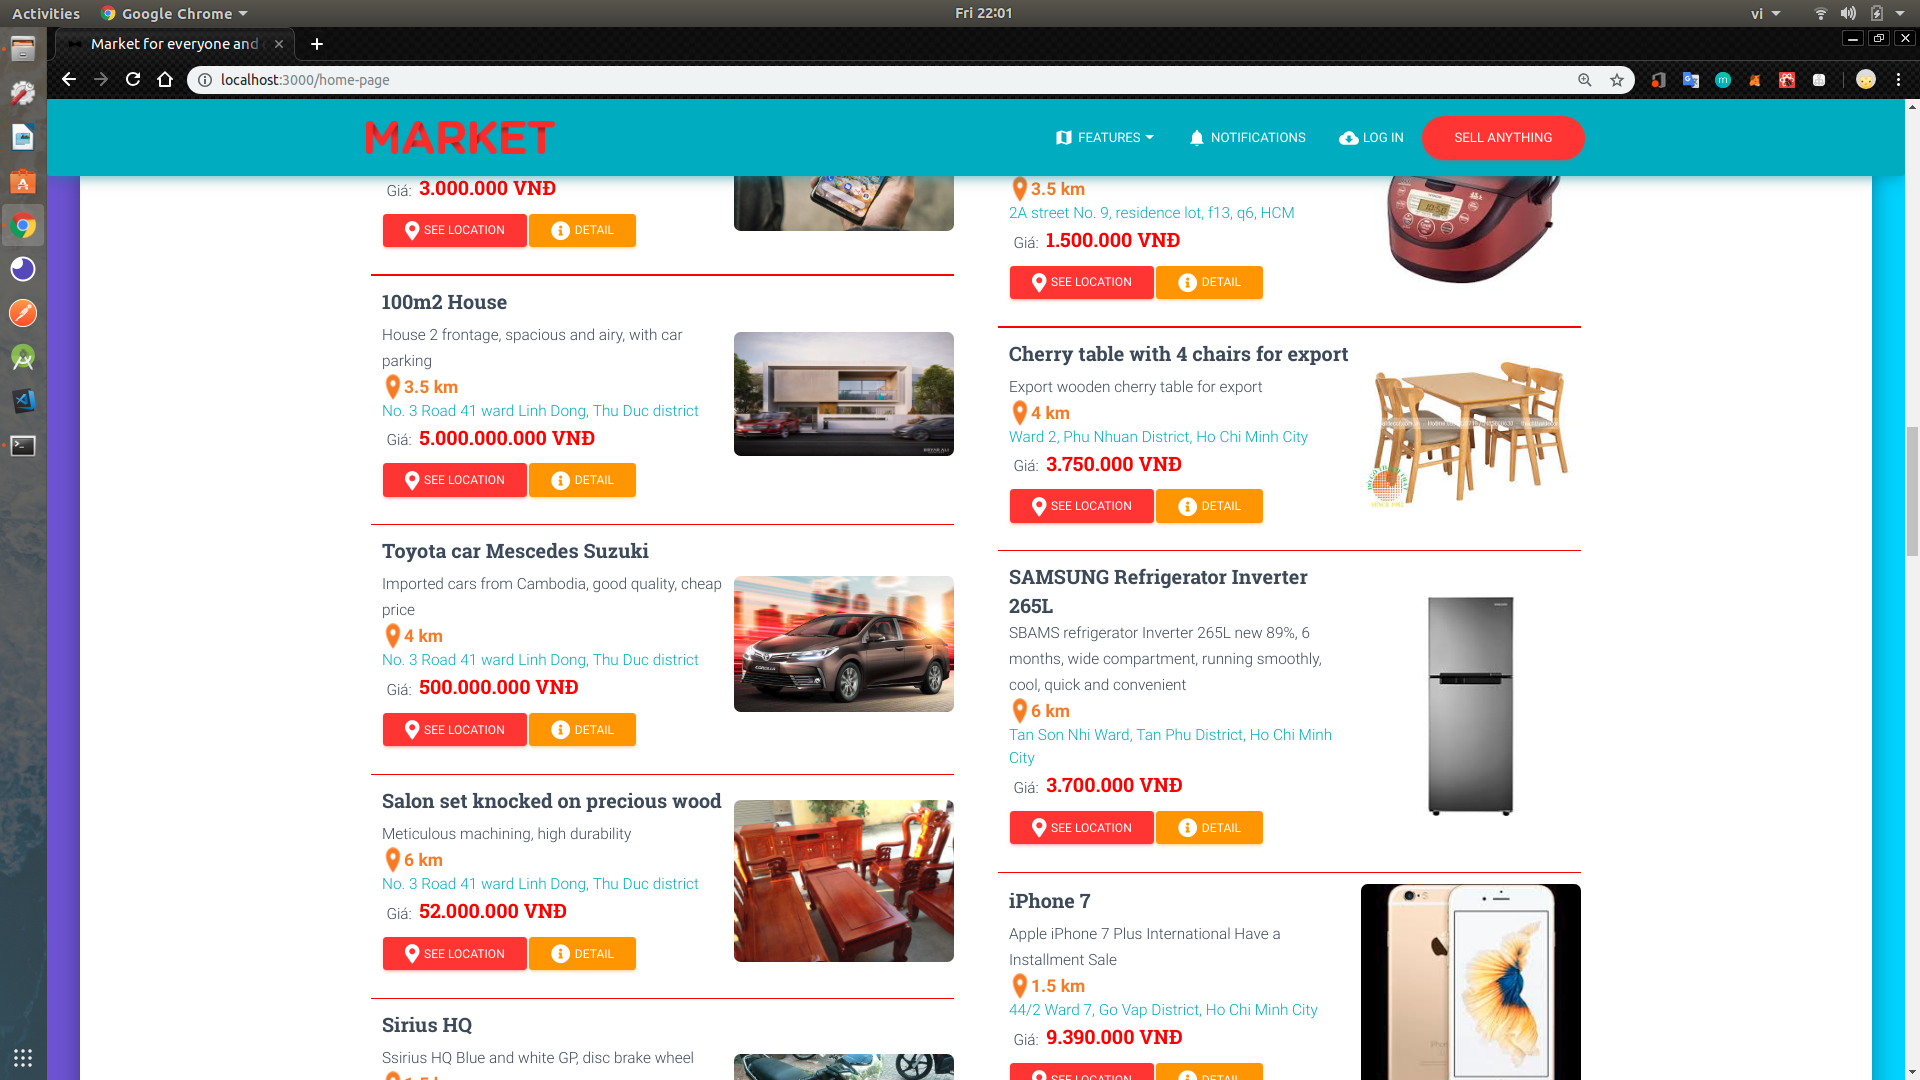 Activities
Google Chrome
Fri 22:01
vi
Market for everyone and
localhost:3000/home-page
MARKET
FEATURES
NOTIFICATIONS
LOG IN
SELL ANYTHING
Giá: 3.000.000 VNĐ
SEE LOCATION
DETAIL
100m2 House
House 2 frontage, spacious and airy, with car
parking
3.5 km
No. 3 Road 41 ward Linh Dong, Thu Duc district
Giá: 5.000.000.000 VNĐ
SEE LOCATION
DETAIL
Toyota car Mescedes Suzuki
Imported cars from Cambodia, good quality, cheap
price
4 km
No. 3 Road 41 ward Linh Dong, Thu Duc district
Giá: 500.000.000 VNĐ
SEE LOCATION
DETAIL
Salon set knocked on precious wood
Meticulous machining, high durability
6 km
No. 3 Road 41 ward Linh Dong, Thu Duc district
Giá: 52.000.000 VNĐ
SEE LOCATION
DETAIL
Sirius HQ
Ssirius HQ Blue and white GP, disc brake wheel
1.5 km
3.5 km
2A street No. 9, residence lot, f13, q6, HCM
Giá: 1.500.000 VNĐ
SEE LOCATION
DETAIL
Cherry table with 4 chairs for export
Export wooden cherry table for export
4 km
Ward 2, Phu Nhuan District, Ho Chi Minh City
Giá: 3.750.000 VNĐ
SEE LOCATION
DETAIL
SAMSUNG Refrigerator Inverter
265L
SBAMS refrigerator Inverter 265L new 89%, 6
months, wide compartment, running smoothly,
cool, quick and convenient
6 km
Tan Son Nhi Ward, Tan Phu District, Ho Chi Minh
City
Giá: 3.700.000 VNĐ
SEE LOCATION
DETAIL
iPhone 7
Apple iPhone 7 Plus International Have a
Installment Sale
1.5 km
44/2 Ward 7, Go Vap District, Ho Chi Minh City
Giá: 9.390.000 VNĐ
SEE LOCATION
DETAIL